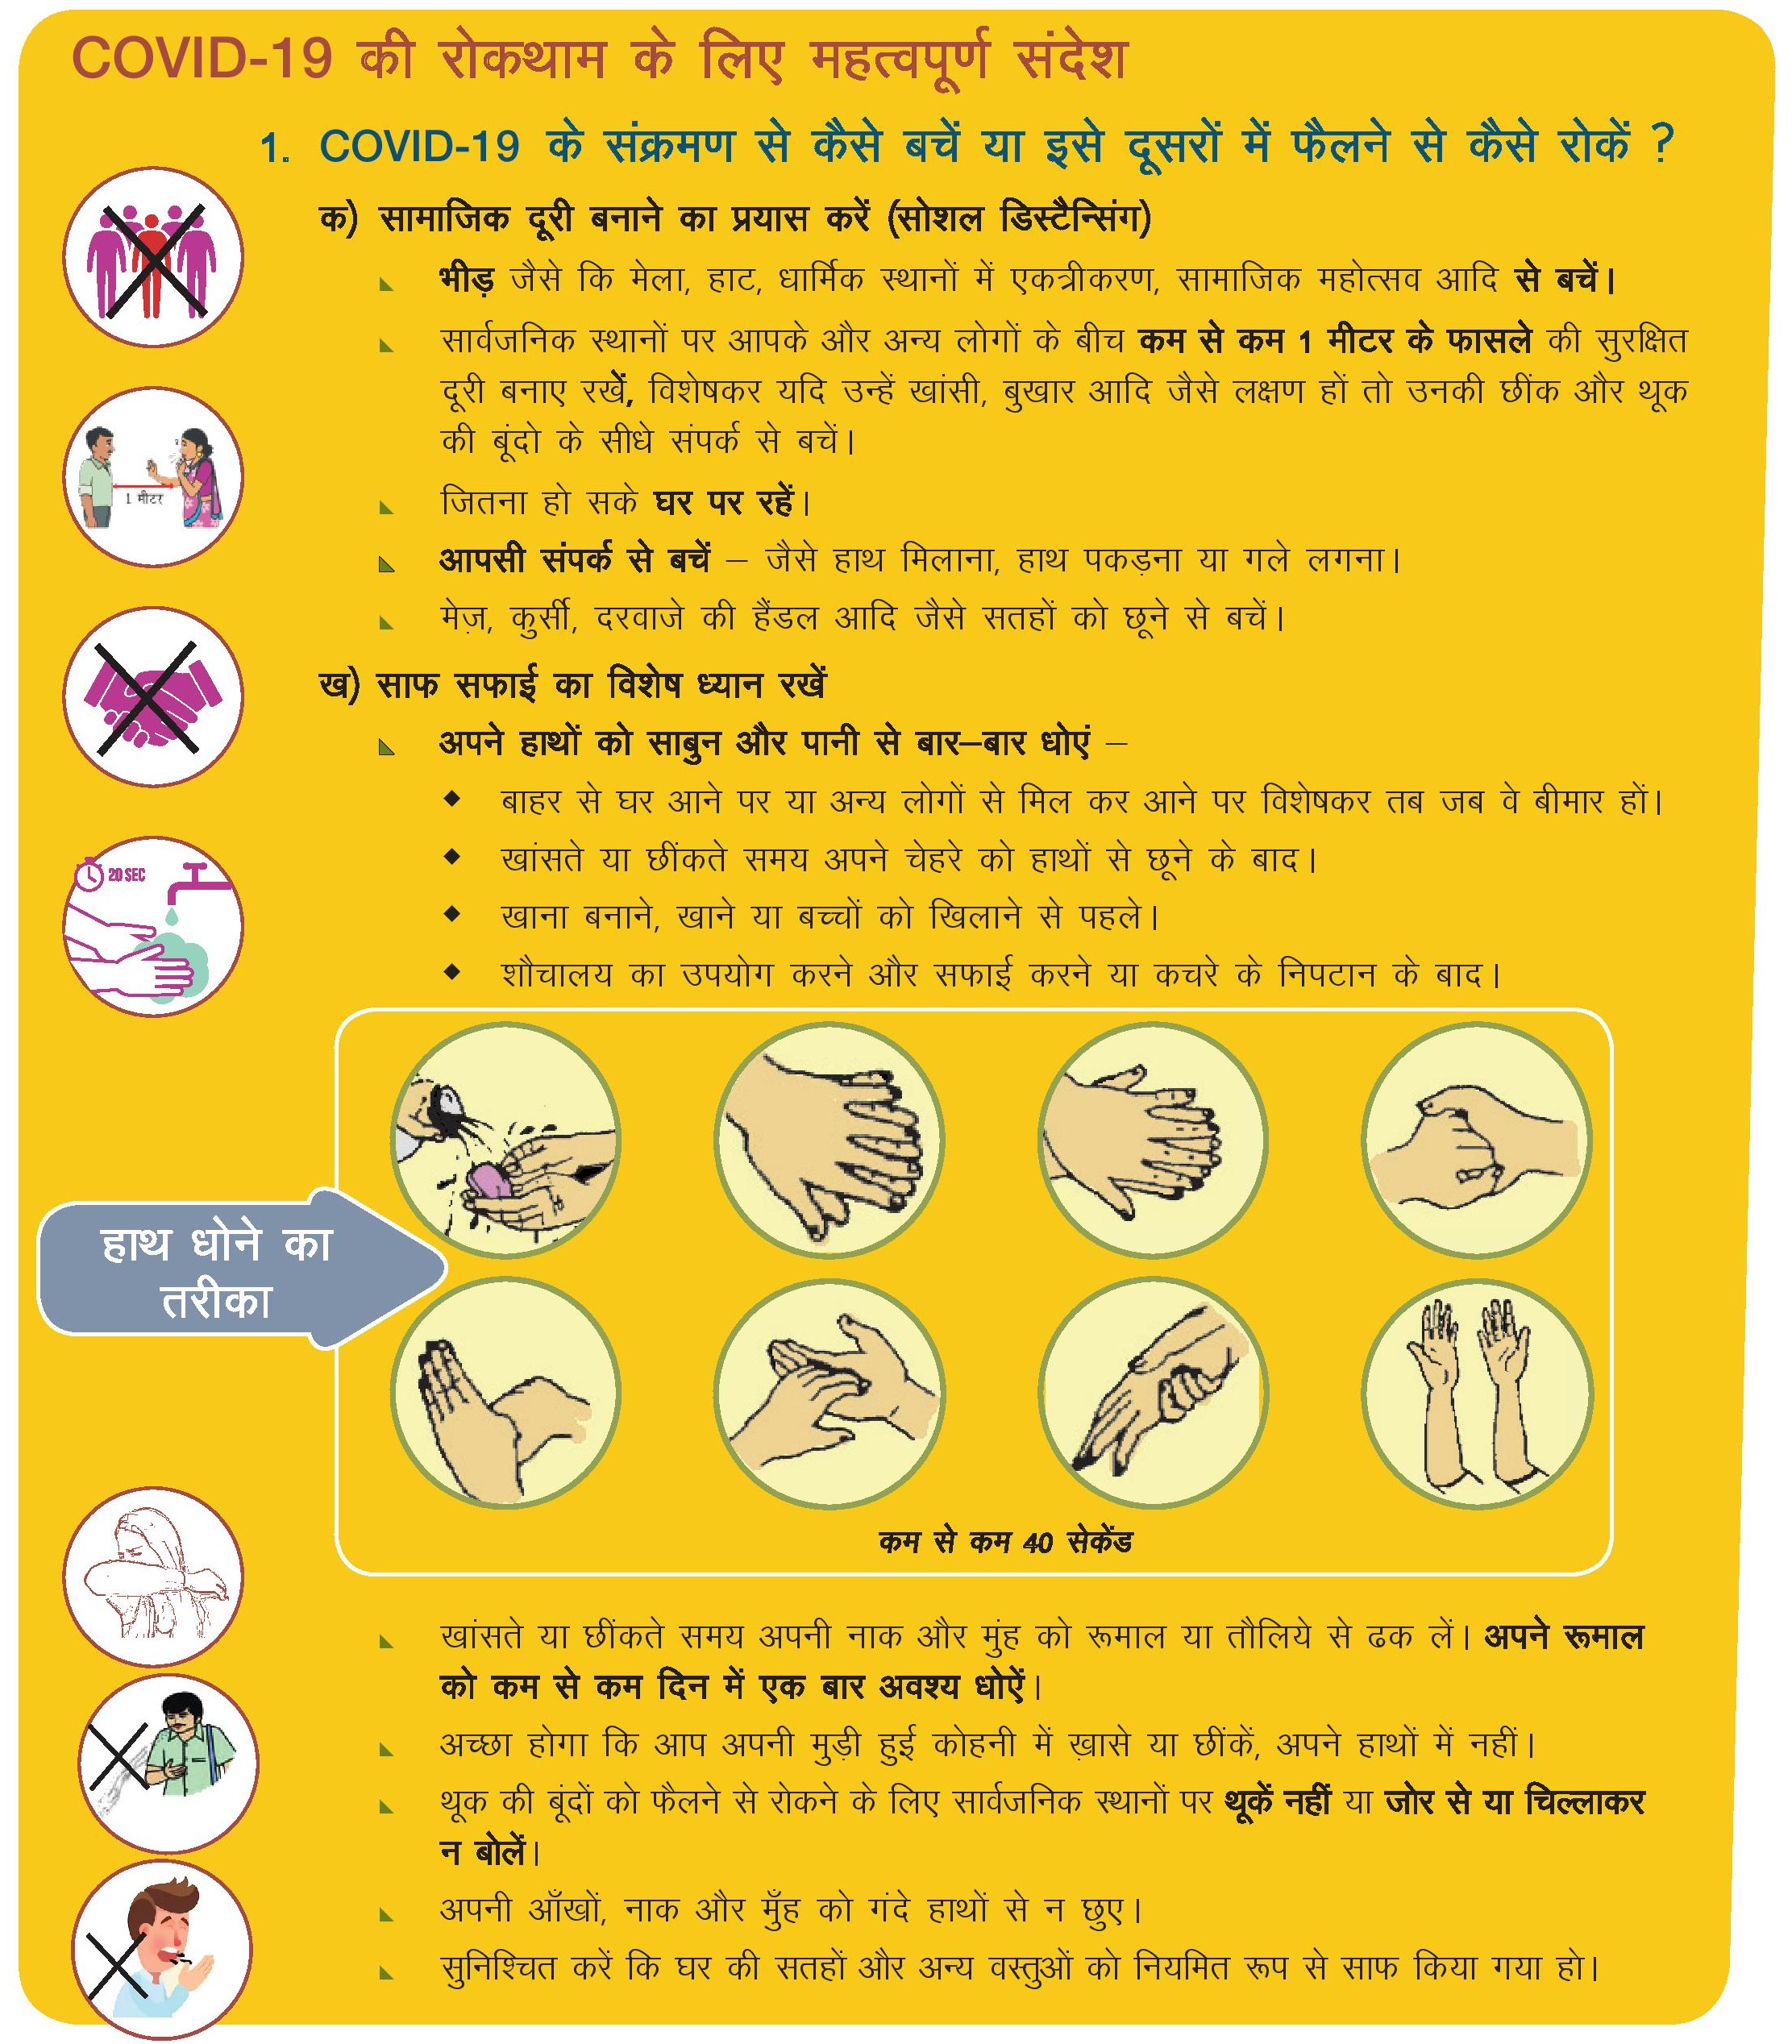 COVID-19 की रोकथाम के लिए महत्वपूर्ण संदेश
1. COVID-19 के संक्रमण से कैसे बचें या इसे दूसरों में फैलने से कैसे रोकें ?
क) सामाजिक दूरी बनाने का प्रयास करें (सोशल डिस्टैन्सिंग)
भीड़ जैसे कि मेला, हाट, धार्मिक स्थानों में एकत्रीकरण, सामाजिक महोत्सव आदि से बचें।
सार्वजनिक स्थानों पर आपके और अन्य लोगों के बीच कम से कम 1 मीटर के फासले की सुरक्षित
दूरी बनाए रखें, विशेषकर यदि उन्हें खांसी, बुखार आदि जैसे लक्षण हों तो उनकी छींक और थूक
की बूंदो के सीधे संपर्क से बचें।
1 मीटर
जितना हो सके घर पर रहें।
आपसी संपर्क से बचें – जैसे हाथ मिलाना, हाथ पकड़ना या गले लगना।
मेज़, कुर्सी, दरवाजे की हैंडल आदि जैसे सतहों को छूने से बचें।
ख) साफ सफाई का विशेष ध्यान रखें
अपने हाथों को साबुन और पानी से बार–बार धोएं –
बाहर से घर आने पर या अन्य लोगों से मिल कर आने पर विशेषकर तब जब वे बीमार हों।
खांसते या छींकते समय अपने चेहरे को हाथों से छूने के बाद।
20 SEC
खाना बनाने, खाने या बच्चों को खिलाने से पहले।
शौचालय का उपयोग करने और सफाई करने या कचरे के निपटान के बाद।
हाथ धोने का
तरीका
कम से कम 40 सेकेंड
खांसते या छींकते समय अपनी नाक और मुंह को रूमाल या तौलिये से ढक लें। अपने रूमाल
को कम से कम दिन में एक बार अवश्य धोऐं।
अच्छा होगा कि आप अपनी मुड़ी हुई कोहनी में ख़ासे या छींकें, अपने हाथों में नहीं।
थूक की बूंदों को फैलने से रोकने के लिए सार्वजनिक स्थानों पर थूकें नहीं या जोर से या चिल्लाकर
न बोलें।
अपनी आँखों, नाक और मुँह को गंदे हाथों से न छुए।
सुनिश्चित करें कि घर की सतहों और अन्य वस्तुओं को नियमित रूप से साफ किया गया हो।